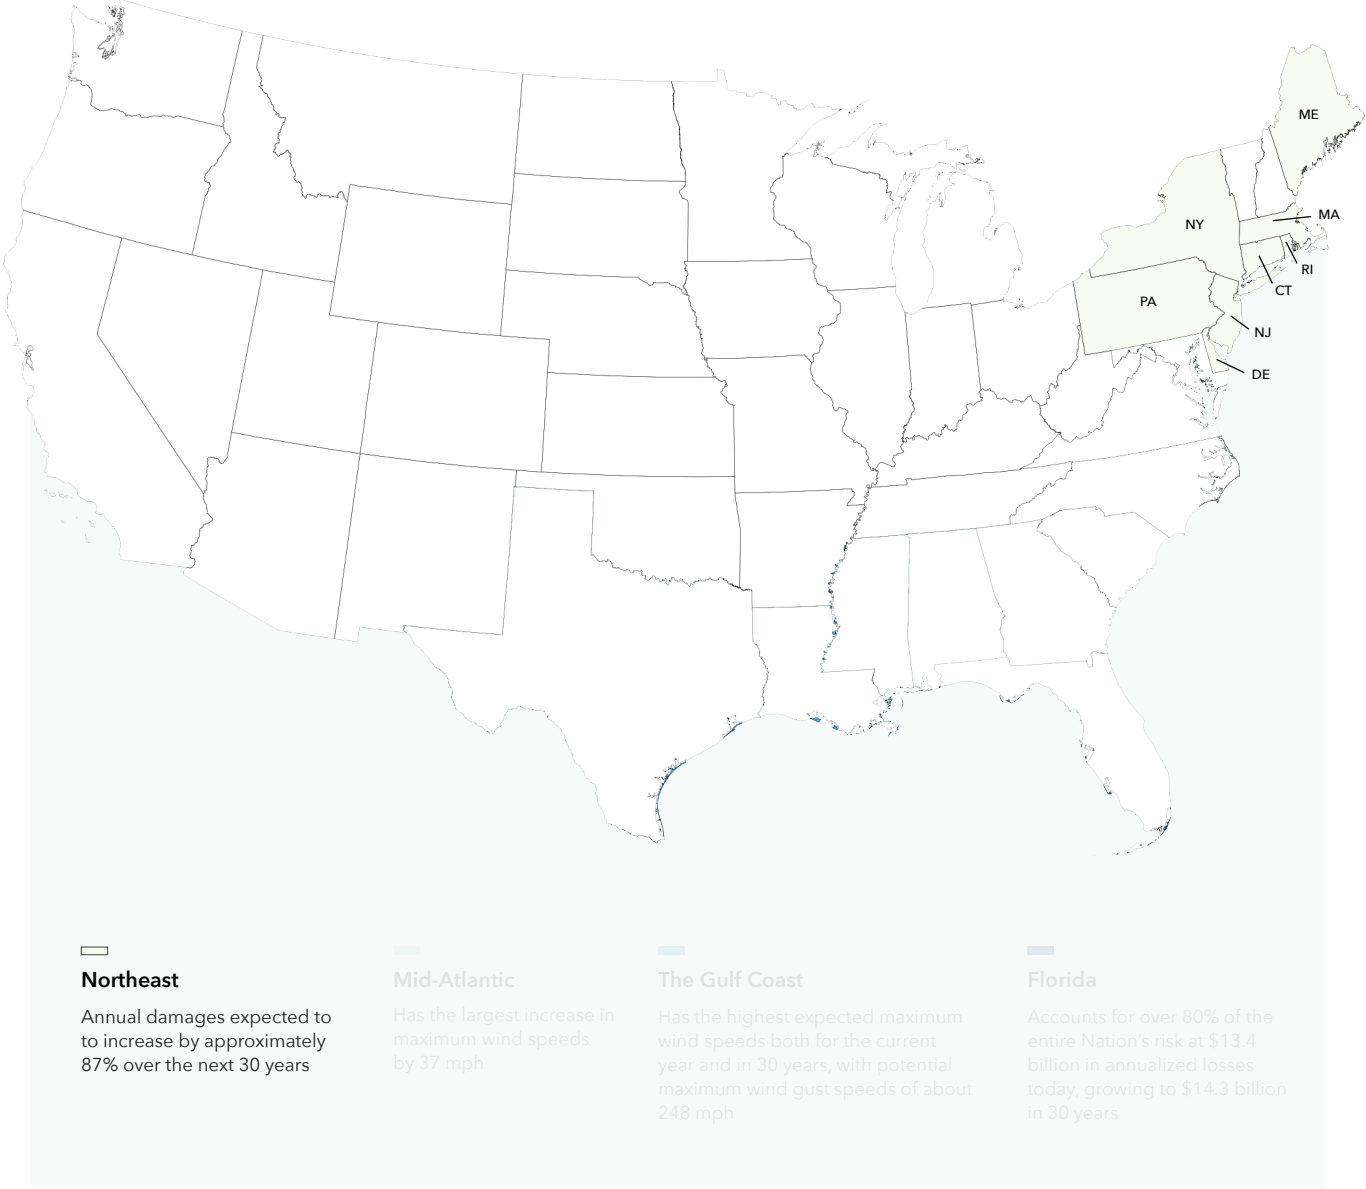 ME
MA
NY
RI
CT
PA
NJ
DE
Northeast
Annual damages expected to
to increase by approximately
87% over the next 30 years
Mid-Atlantic
Has the largest increase in
maximum wind speeds
by 37 mph
The Gulf Coast
Has the highest expected maximum
wind speeds both for the current
year and in 30 years, with potential
maximum wind gust speeds of about
248 mph
Florida
Accounts for over 80% of the
entire Nation's risk at $13.4
billion in annualized losses
today, growing to $14.3 billion
in 30 years